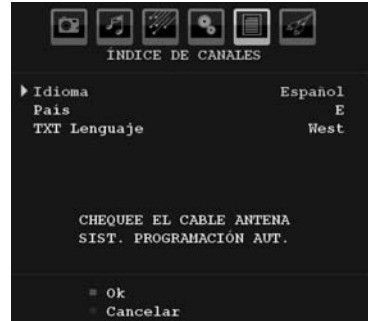 ÍNDICE DE CANALES
Idioma Español
País E
TXT Lenguaje West
CHEQUEE EL CABLE ANTENA
SIST. PROGRAMACIÓN AUT.
Ok
Cancelar